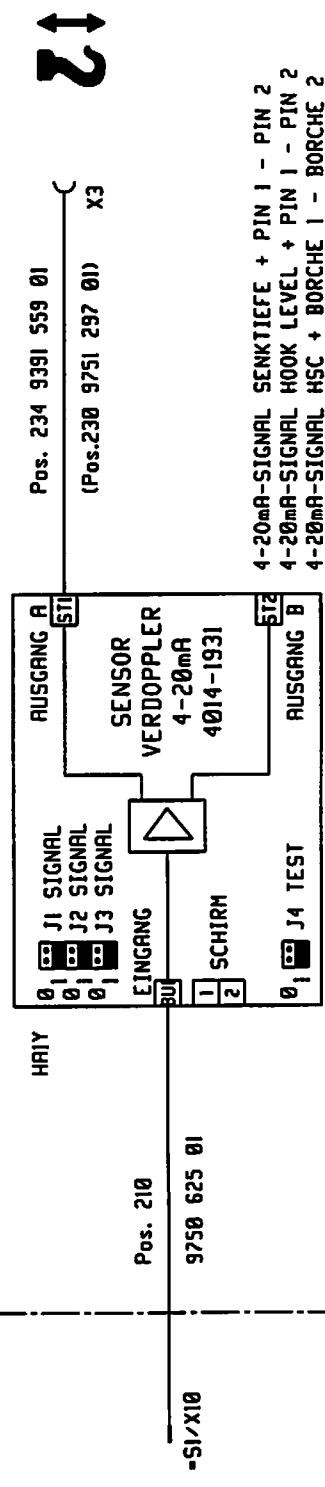 =S1/X10
Pos. 210
9750 625 01
HA1Y
0 1 J1 SIGNAL
0 1 J2 SIGNAL
0 1 J3 SIGNAL
EINGANG
BU1
1
2
SCHIRM
0 1 J4 TEST
AUSGANG A
ST1
SENSOR
VERDOPPLER
4-20mA
4014-1931
ST2
AUSGANG B
Pos. 234 9391 559 01
(Pos.230 9751 297 01)
X3
4-20mA-SIGNAL SENKTIEFE + PIN 1 - PIN 2
4-20mA-SIGNAL HOOK LEVEL + PIN 1 - PIN 2
4-20mA-SIGNAL HSC + BORCHE 1 - BORCHE 2